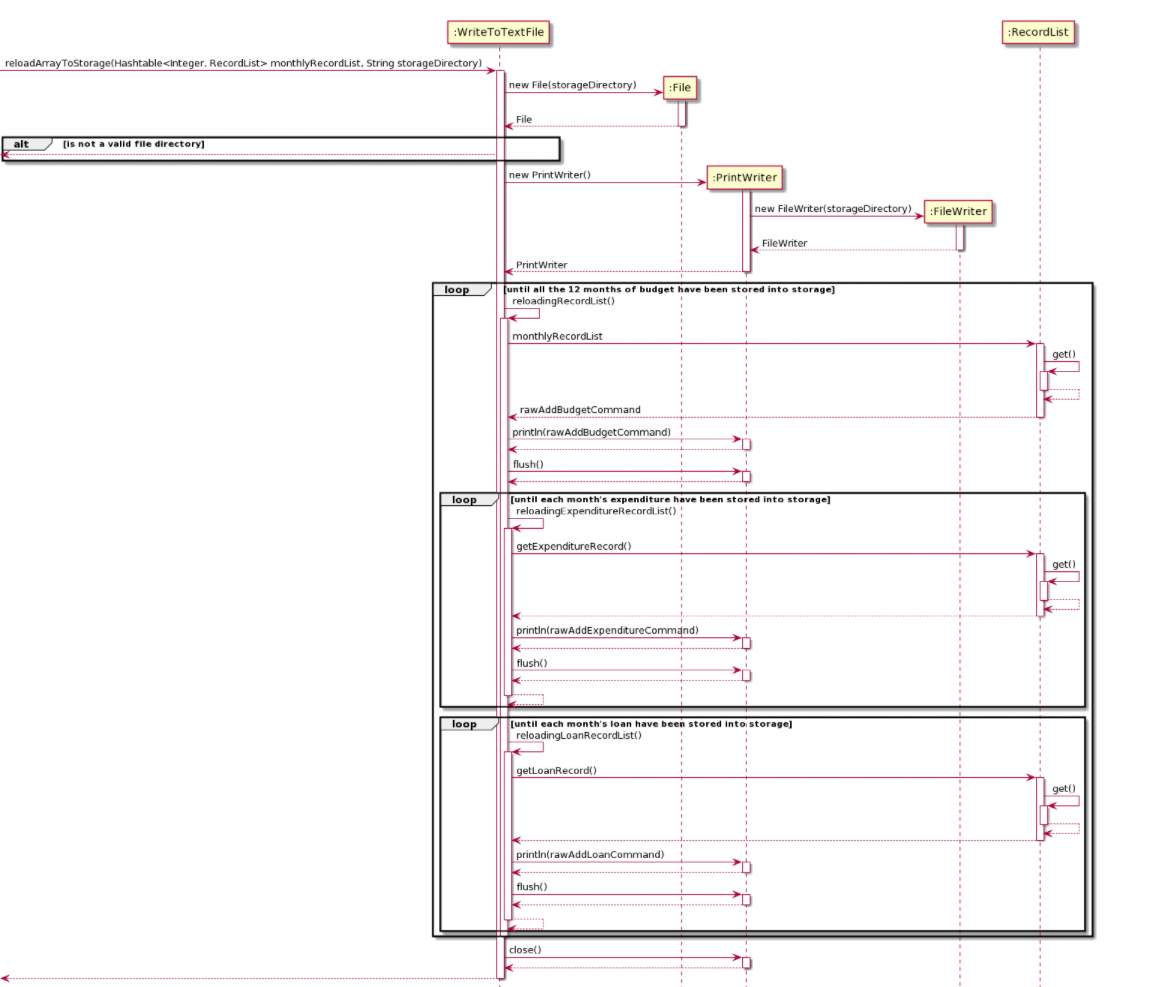 :WriteToTextFile
:RecordList
reloadArrayToStorage(Hashtable<Integer, RecordList> monthlyRecordList, String storageDirectory)
new File(storageDirectory)
:File
File
alt
[is not a valid file directory]
new PrintWriter()
:PrintWriter
new FileWriter(storageDirectory)
:FileWriter
FileWriter
PrintWriter
loop
[until all the 12 months of budget have been stored into storage]
reloadingRecordList()
monthlyRecordList
get()
rawAddBudgetCommand
println(rawAddBudgetCommand)
flush()
loop
[until each month's expenditure have been stored into storage]
reloadingExpenditureRecordList()
getExpenditureRecord()
get()
println(rawAddExpenditureCommand)
flush()
loop
[until each month's loan have been stored into storage]
reloadingLoanRecordList()
getLoanRecord()
get()
println(rawAddLoanCommand)
flush()
close()